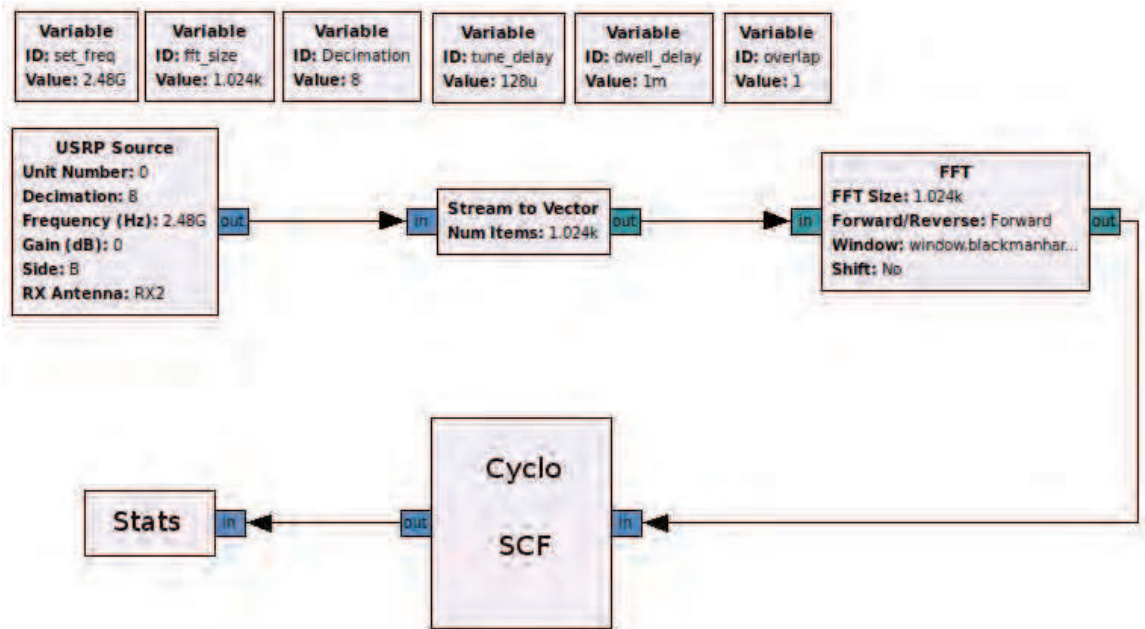 Variable
ID: set_freq
Value: 2.48G
Variable
ID: fft_size
Value: 1.024k
Variable
ID: Decimation
Value: 8
Variable
ID: tune_delay
Value: 128u
Variable
ID: dwell_delay
Value: 1m
Variable
ID: overlap
Value: 1
USRP Source
Unit Number: 0
Decimation: 8
Frequency (Hz): 2.48G
Gain (dB): 0
Side: B
RX Antenna: RX2
out
in
Stream to Vector
Num Items: 1.024k
out
in
FFT
FFT Size: 1.024k
Forward/Reverse: Forward
Window: window.blackmanhar...
Shift: No
out
Stats
in
out
Cyclo
SCF
in